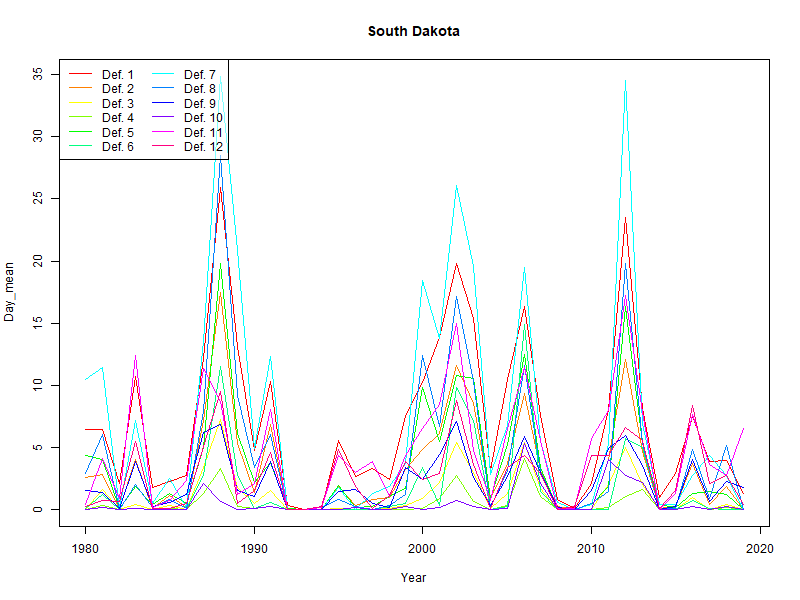 South Dakota
Def. 1 Def. 7
Def. 2 Def. 8
Def. 3 Def. 9
Def. 4 Def. 10
Def. 5 Def. 11
Def. 6 Def. 12
Day_mean
35
30
25
20
15
10
5
0
1980 1990 2000 2010 2020
Year